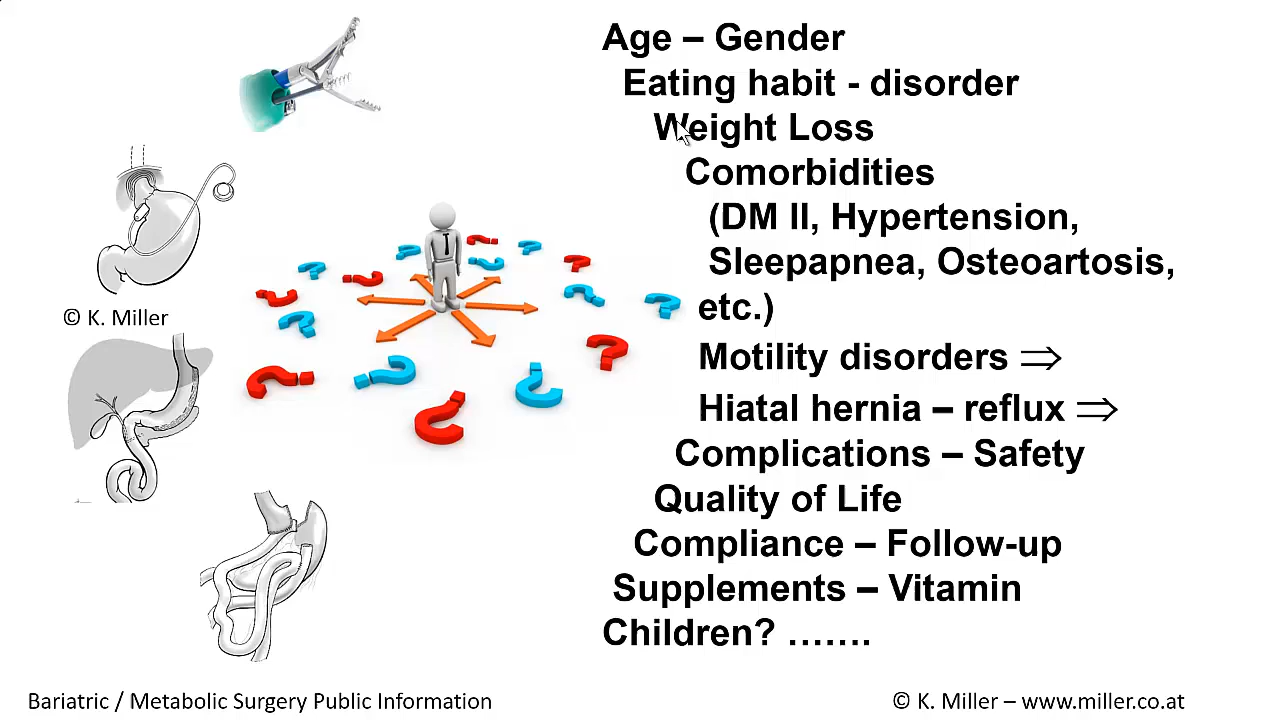 Age – Gender
Eating habit - disorder
Weight Loss
Comorbidities
(DM II, Hypertension,
Sleepapnea, Osteoartosis,
etc.)
Motility disorders ⇒
Hiatal hernia – reflux ⇒
Complications – Safety
Quality of Life
Compliance – Follow-up
Supplements – Vitamin
Children? …….
© K. Miller
Bariatric / Metabolic Surgery Public Information
© K. Miller – www.miller.co.at